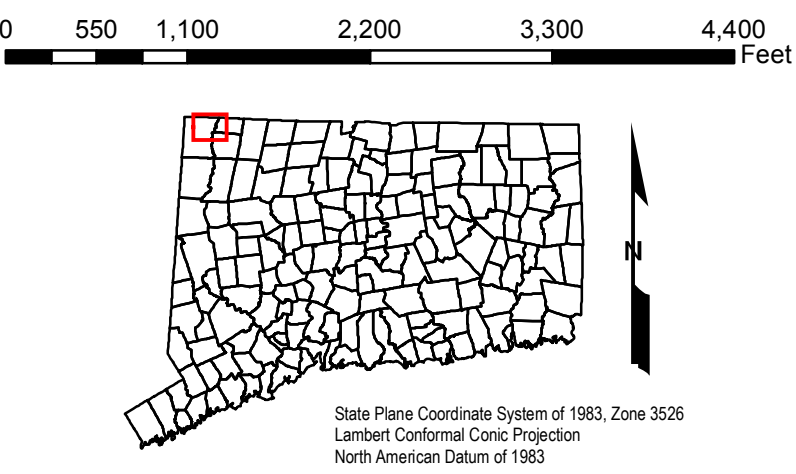 0 550 1,100 2,200 3,300 4,400
Feet
N
State Plane Coordinate System of 1983, Zone 3526
Lambert Conformal Conic Projection
North American Datum of 1983